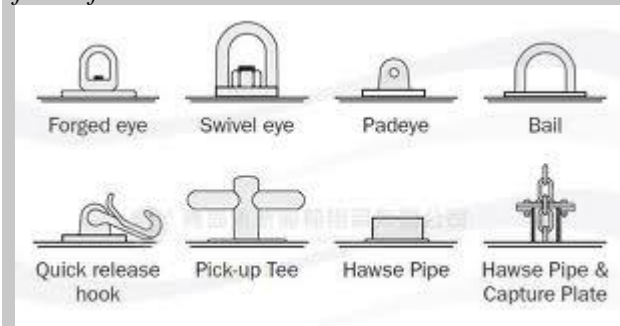 Forged eye
Swivel eye
Padeye
Bail
Quick release
hook
Pick-up Tee
Hawse Pipe
Hawse Pipe &
Capture Plate